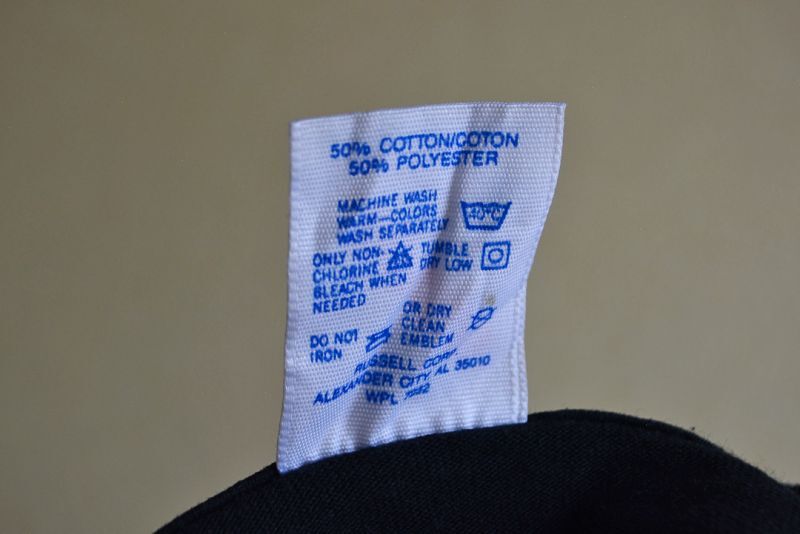 50% COTTON/COTON
50% POLYESTER
MACHINE WASH
WARM—COLORS
WASH SEPARATELY
40°C
ONLY NON-
CHLORINE
BLEACH WHEN
NEEDED
TUMBLE
DRY LOW
DO NOT
IRON
OR DRY
CLEAN
EMBLEM
RUSSELL CORP
ALEXANDER CITY AL 35010
WPL